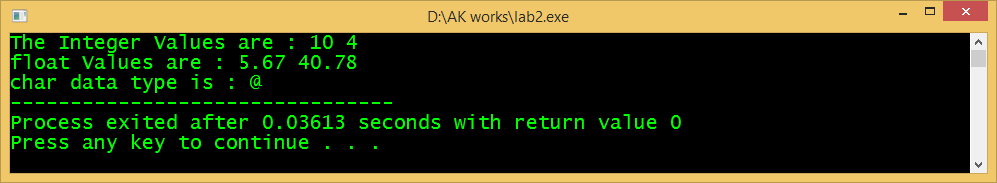 D:\AK works\lab2.exe
The Integer Values are : 10 4
float Values are : 5.67 40.78
char data type is : @
--------------------------------
Process exited after 0.03613 seconds with return value 0
Press any key to continue . . .